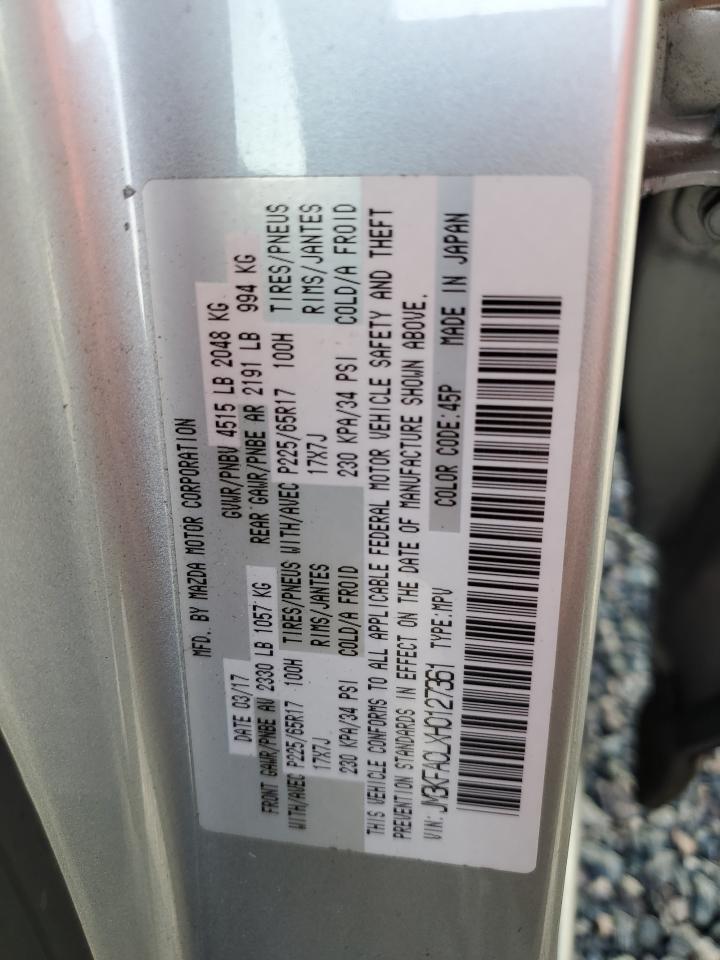 MFD. BY MAZDA MOTOR CORPORATION
DATE 03/17 GVWR/PNBV 4515 LB 2048 KG
FRONT GAWR/PNBE AV 2330 LB 1057 KG REAR GAWR/PNBE AR 2191 LB 994 KG
WITH/AVEC P225/65R17 100H TIRES/PNEUS WITH/AVEC P225/65R17 100H TIRES/PNEUS
17X7J RIMS/JANTES 17X7J RIMS/JANTES
230 KPA/34 PSI COLD/A FROID 230 KPA/34 PSI COLD/A FROID
THIS VEHICLE CONFORMS TO ALL APPLICABLE FEDERAL MOTOR VEHICLE SAFETY AND THEFT
PREVENTION STANDARDS IN EFFECT ON THE DATE OF MANUFACTURE SHOWN ABOVE.
VIN: JM3KFACLXH0127361 TYPE:MPV COLOR CODE:45P MADE IN JAPAN